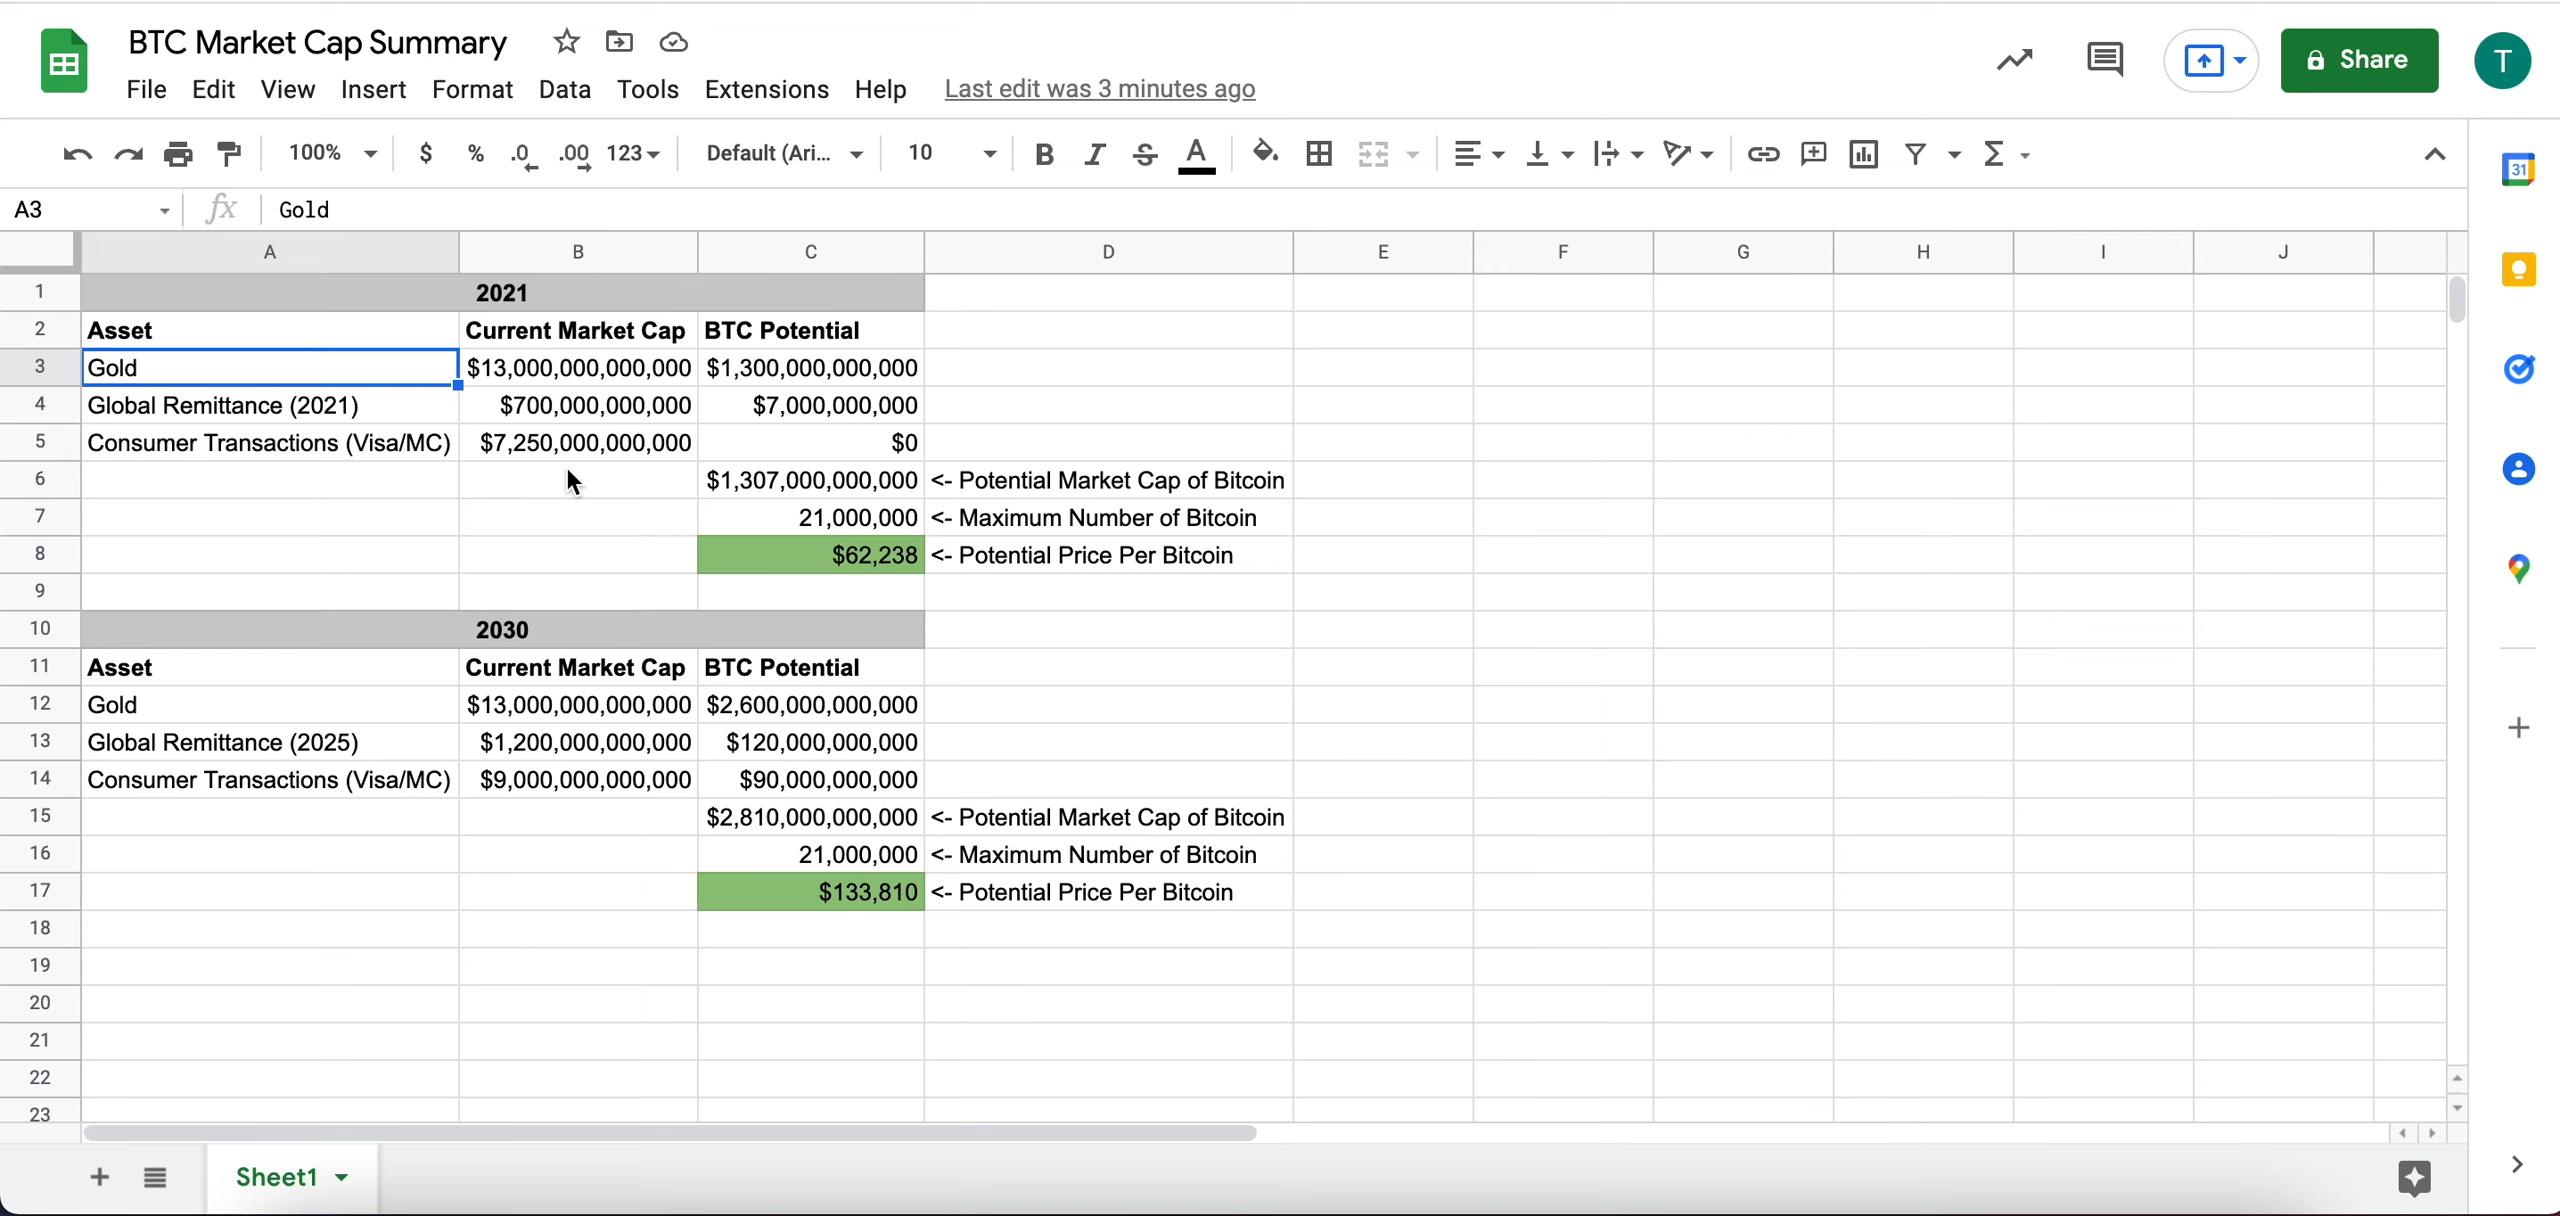 BTC Market Cap Summary
File Edit View Insert Format Data Tools Extensions Help Last edit was 3 minutes ago
Share
T
100% $ % .0 .00 123 Default (Ari... 10 B I S A
31
A3 fx Gold
A B C D E F G H I J
1 2021
2 Asset Current Market Cap BTC Potential
3 Gold $13,000,000,000,000 $1,300,000,000,000
4 Global Remittance (2021) $700,000,000,000 $7,000,000,000
5 Consumer Transactions (Visa/MC) $7,250,000,000,000 $0
6 $1,307,000,000,000 <- Potential Market Cap of Bitcoin
7 21,000,000 <- Maximum Number of Bitcoin
8 $62,238 <- Potential Price Per Bitcoin
9
10 2030
11 Asset Current Market Cap BTC Potential
12 Gold $13,000,000,000,000 $2,600,000,000,000
13 Global Remittance (2025) $1,200,000,000,000 $120,000,000,000
14 Consumer Transactions (Visa/MC) $9,000,000,000,000 $90,000,000,000
15 $2,810,000,000,000 <- Potential Market Cap of Bitcoin
16 21,000,000 <- Maximum Number of Bitcoin
17 $133,810 <- Potential Price Per Bitcoin
18
19
20
21
22
23
Sheet1